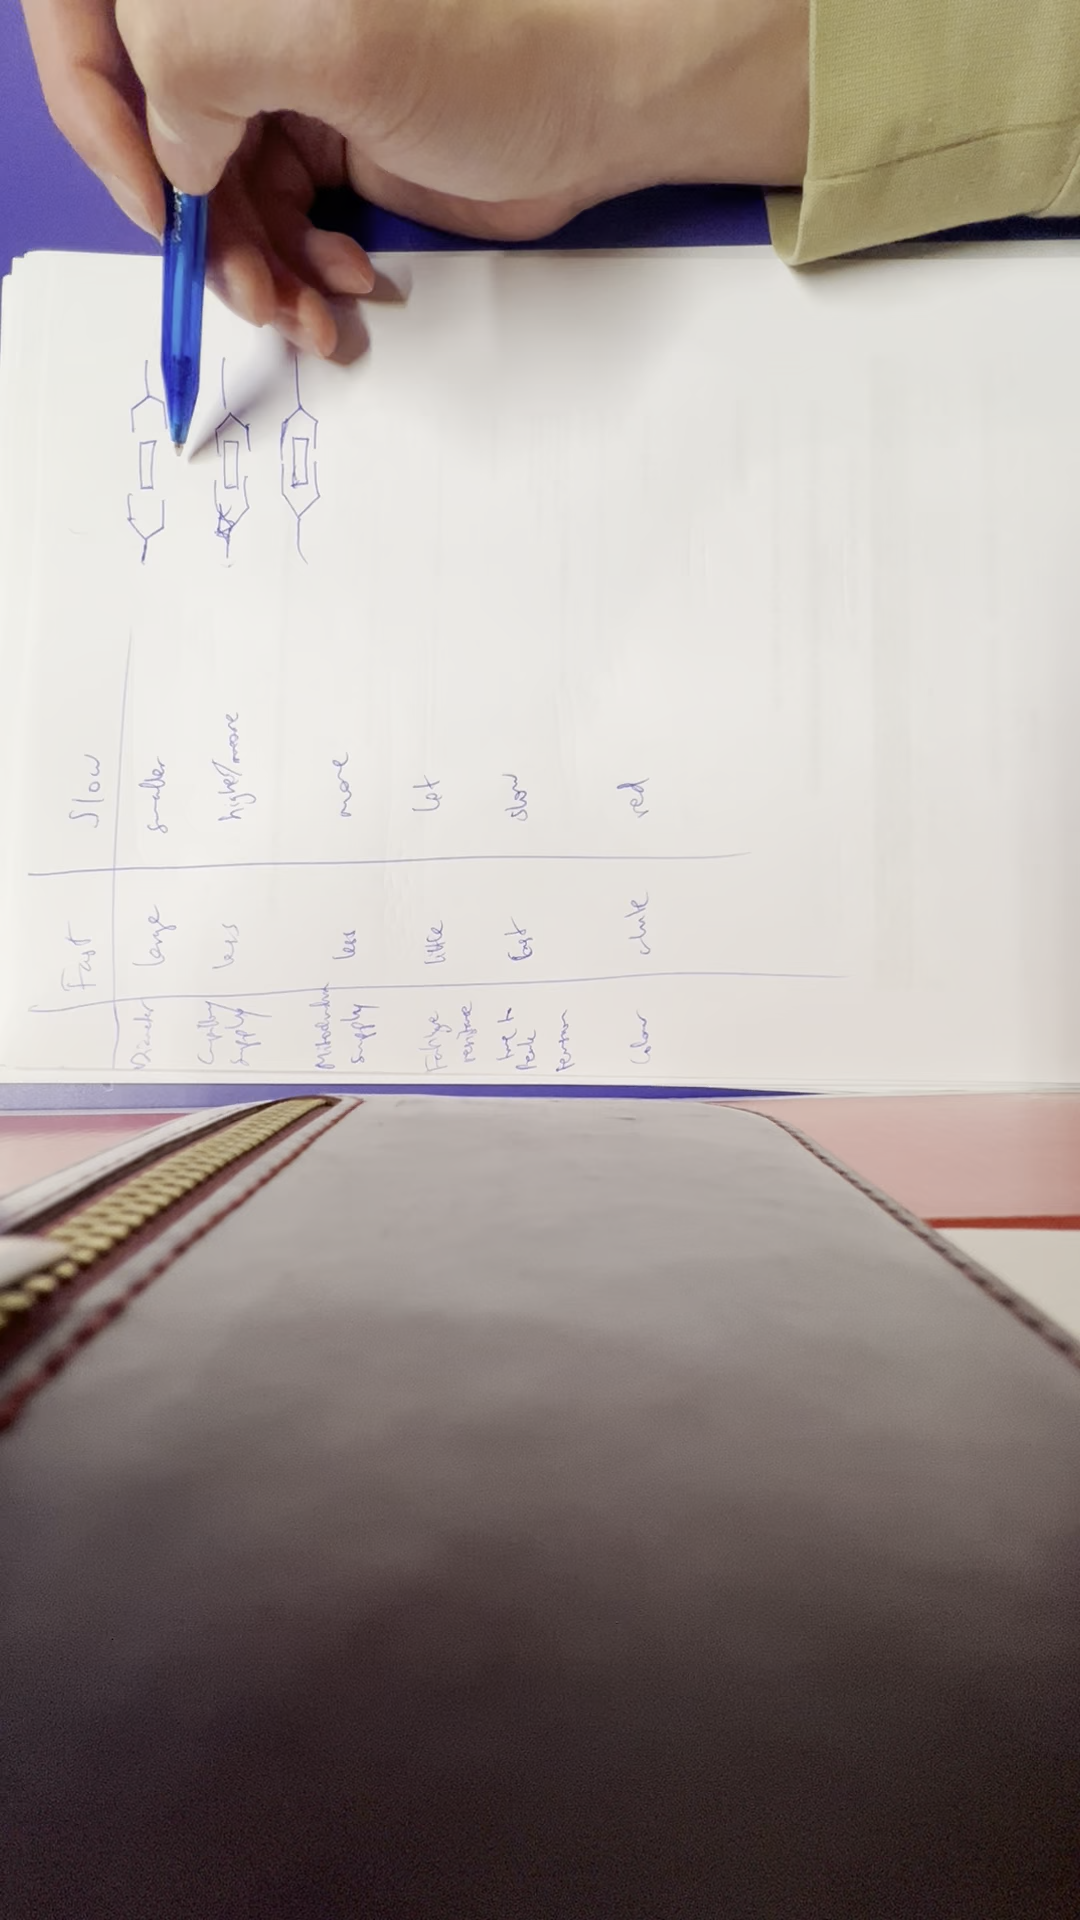 Fast Slow
Diameter Large smaller
Capillary less higher/more
supply
Mitochondria less more
supply
Fatigue little Lot
resistance
time to fast slow
Peak
tension
Colour white red